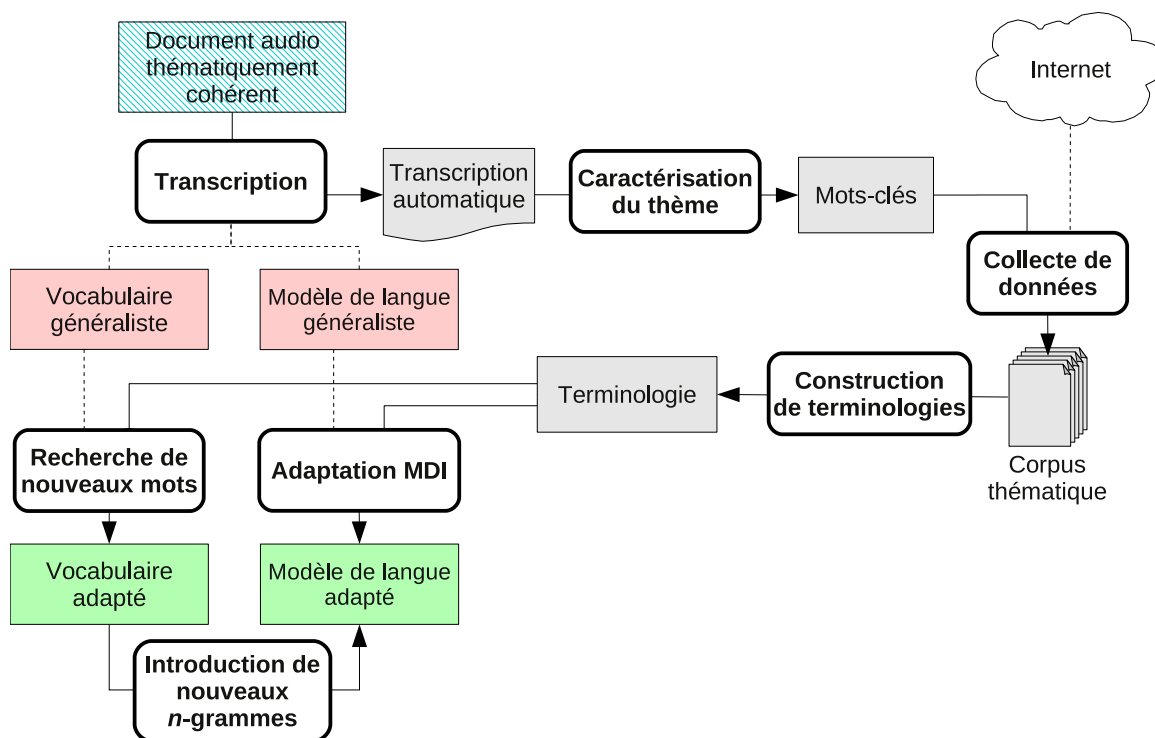 Document audio
thématiquement
cohérent
Internet
Transcription
Transcription
automatique
Caractérisation
du thème
Mots-clés
Collecte de
données
Vocabulaire
généraliste
Modèle de langue
généraliste
Terminologie
Construction
de terminologies
Corpus
thématique
Recherche de
nouveaux mots
Adaptation MDI
Vocabulaire
adapté
Modèle de langue
adapté
Introduction de
nouveaux
n-grammes